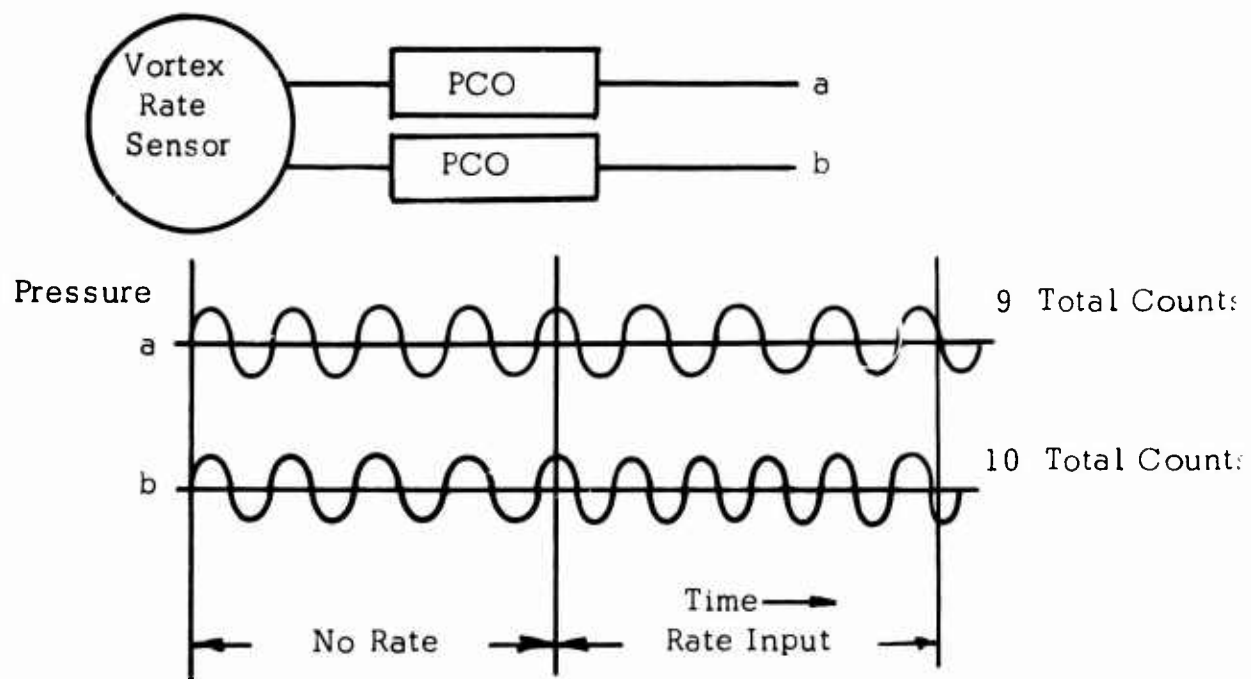 Vortex
Rate
Sensor
PCO
a
PCO
b
Pressure
a
9 Total Counts
b
10 Total Counts
Time
No Rate
Rate Input